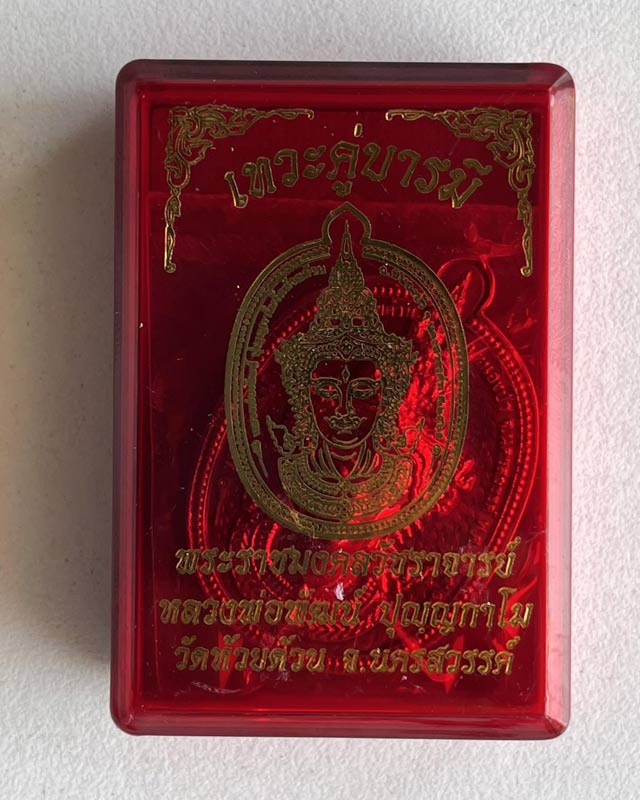 เทวะคู่บารมี
พระราชมงคลวัชราจารย์
หลวงพ่อพัฒน์ ปุญฺญกาโม
วัดห้วยด้วน จ.นครสวรรค์